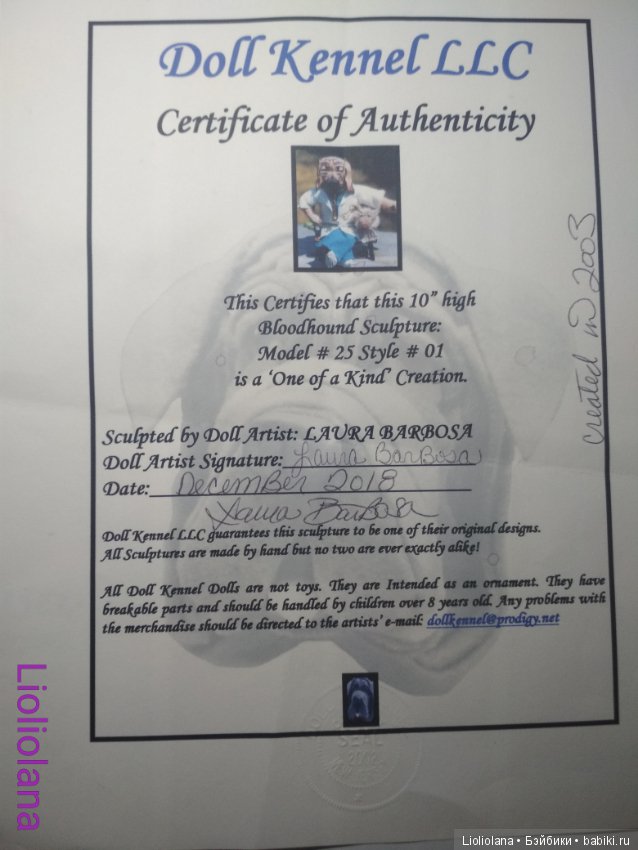 Doll Kennel LLC
Certificate of Authenticity
This Certifies that this 10” high
Bloodhound Sculpture:
Model # 25 Style # 01
is a ‘One of a Kind’ Creation.
created in 2003
Sculpted by Doll Artist: LAURA BARBOSA
Doll Artist Signature: Laura BarBosa
Date: December 2018
Laura BarBosa
Doll Kennel LLC guarantees this sculpture to be one of their original designs.
All Sculptures are made by hand but no two are ever exactly alike!
All Doll Kennel Dolls are not toys. They are Intended as an ornament. They have
breakable parts and should be handled by children over 8 years old. Any problems with
the merchandise should be directed to the artists’ e-mail: dollkennel@prodigy.net
SEAL
Lioliolana
Lioliolana • Бэйбики • babiki.ru